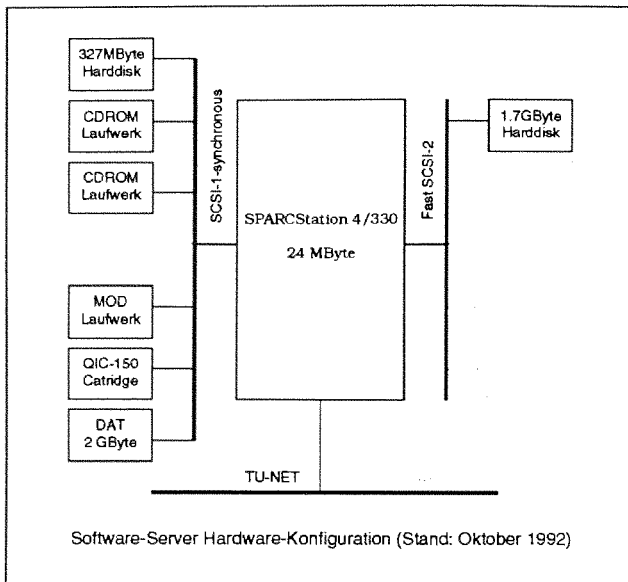 327MByte
Harddisk
CDROM
Laufwerk
CDROM
Laufwerk
MOD
Laufwerk
QIC-150
Catridge
DAT
2 GByte
SCSI-1-synchronous
SPARCStation 4/330
24 MByte
Fast SCSI-2
1.7GByte
Harddisk
TU-NET
Software-Server Hardware-Konfiguration (Stand: Oktober 1992)